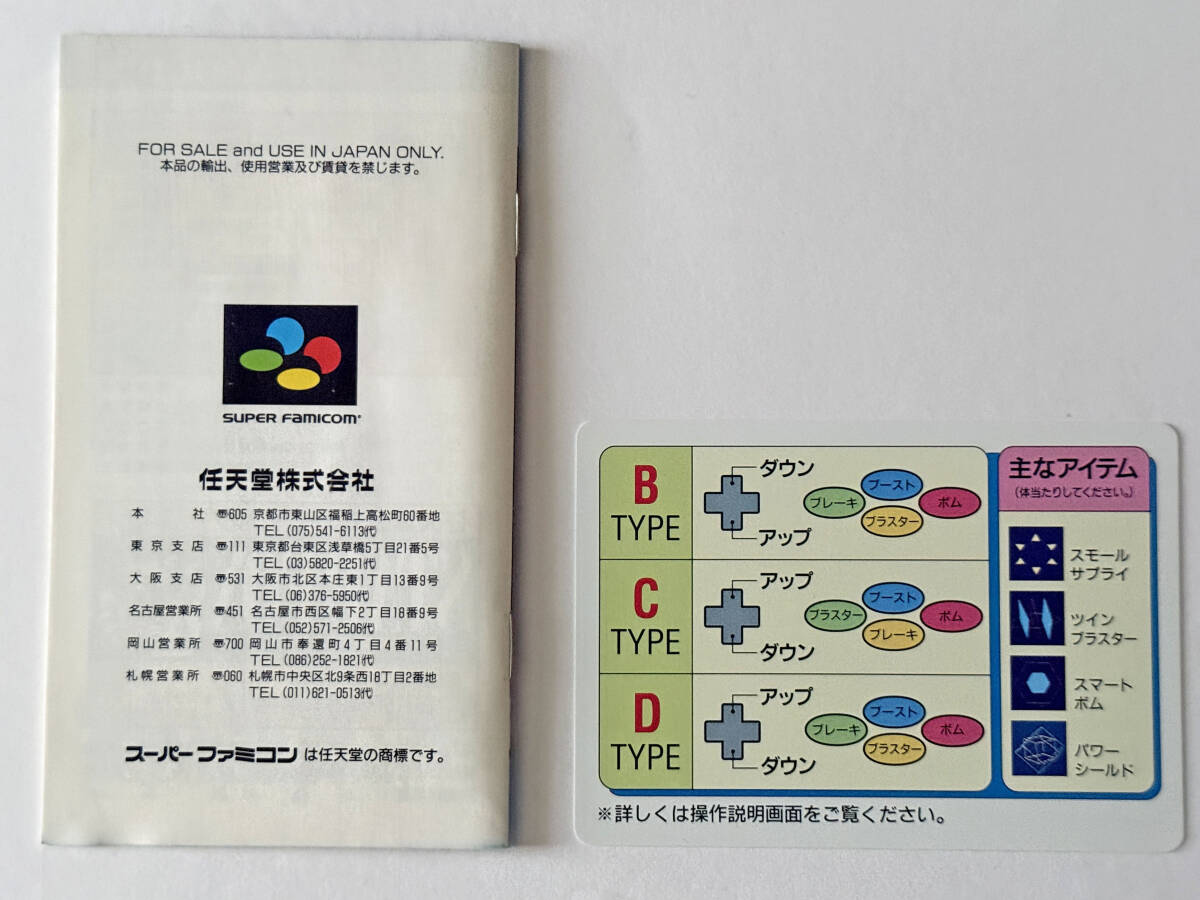 FOR SALE and USE IN JAPAN ONLY.
本品の輸出、使用営業及び賃貸を禁じます。
SUPER FAMICOM
任天堂株式会社
本社 〠605 京都市東山区福稲上高松町60番地
TEL (075)541-6113代
東京支店 〠111 東京都台東区浅草橋5丁目21番5号
TEL (03)5820-2251代
大阪支店 〠531 大阪市北区本庄東1丁目13番9号
TEL (06)376-5950代
名古屋営業所 〠451 名古屋市西区幅下2丁目18番9号
TEL (052)571-2506代
岡山営業所 〠700 岡山市奉還町4丁目4番11号
TEL (086)252-1821代
札幌営業所 〠060 札幌市中央区北9条西18丁目2番地
TEL (011)621-0513代
スーパーファミコン は任天堂の商標です。
B
TYPE
ダウン
アップ
ブースト
ブレーキ
ボム
ブラスター
C
TYPE
アップ
ダウン
ブースト
ブラスター
ボム
ブレーキ
D
TYPE
アップ
ダウン
ブースト
ブレーキ
ボム
ブラスター
主なアイテム
(体当たりしてください。)
スモール
サプライ
ツイン
ブラスター
スマート
ボム
パワー
シールド
※詳しくは操作説明画面をご覧ください。